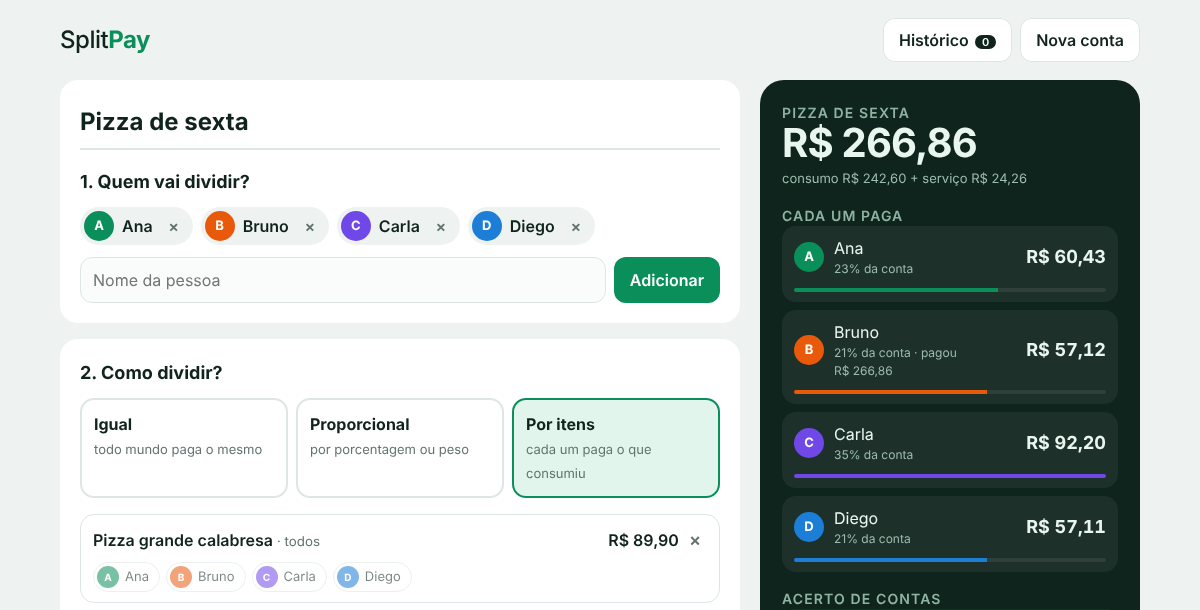 SplitPay
Histórico 0
Nova conta
Pizza de sexta
1. Quem vai dividir?
A Ana ×
B Bruno ×
C Carla ×
D Diego ×
Nome da pessoa
Adicionar
2. Como dividir?
Igual
todo mundo paga o mesmo
Proporcional
por porcentagem ou peso
Por itens
cada um paga o que
consumiu
Pizza grande calabresa · todos
R$ 89,90 ×
A Ana
B Bruno
C Carla
D Diego
PIZZA DE SEXTA
R$ 266,86
consumo R$ 242,60 + serviço R$ 24,26
CADA UM PAGA
A
Ana
23% da conta
R$ 60,43
B
Bruno
21% da conta · pagou
R$ 266,86
R$ 57,12
C
Carla
35% da conta
R$ 92,20
D
Diego
21% da conta
R$ 57,11
ACERTO DE CONTAS